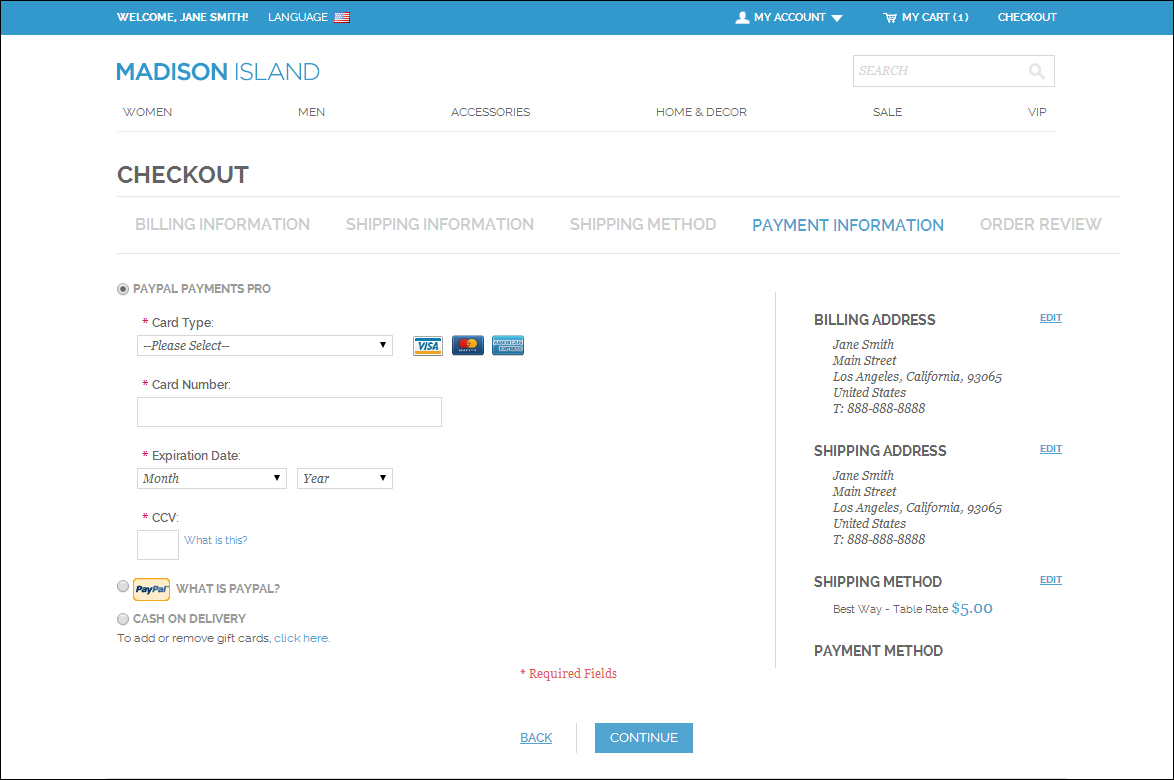 WELCOME, JANE SMITH! LANGUAGE MY ACCOUNT MY CART (1) CHECKOUT
MADISON ISLAND
SEARCH
WOMEN MEN ACCESSORIES HOME & DECOR SALE VIP
CHECKOUT
BILLING INFORMATION SHIPPING INFORMATION SHIPPING METHOD PAYMENT INFORMATION ORDER REVIEW
PAYPAL PAYMENTS PRO
* Card Type:
--Please Select--
VISA
AMERICAN EXPRESS
* Card Number:
* Expiration Date:
Month Year
* CCV:
What is this?
PayPal WHAT IS PAYPAL?
CASH ON DELIVERY
To add or remove gift cards, click here.
* Required Fields
BACK CONTINUE
BILLING ADDRESS EDIT
Jane Smith
Main Street
Los Angeles, California, 93065
United States
T: 888-888-8888
SHIPPING ADDRESS EDIT
Jane Smith
Main Street
Los Angeles, California, 93065
United States
T: 888-888-8888
SHIPPING METHOD EDIT
Best Way - Table Rate $5.00
PAYMENT METHOD